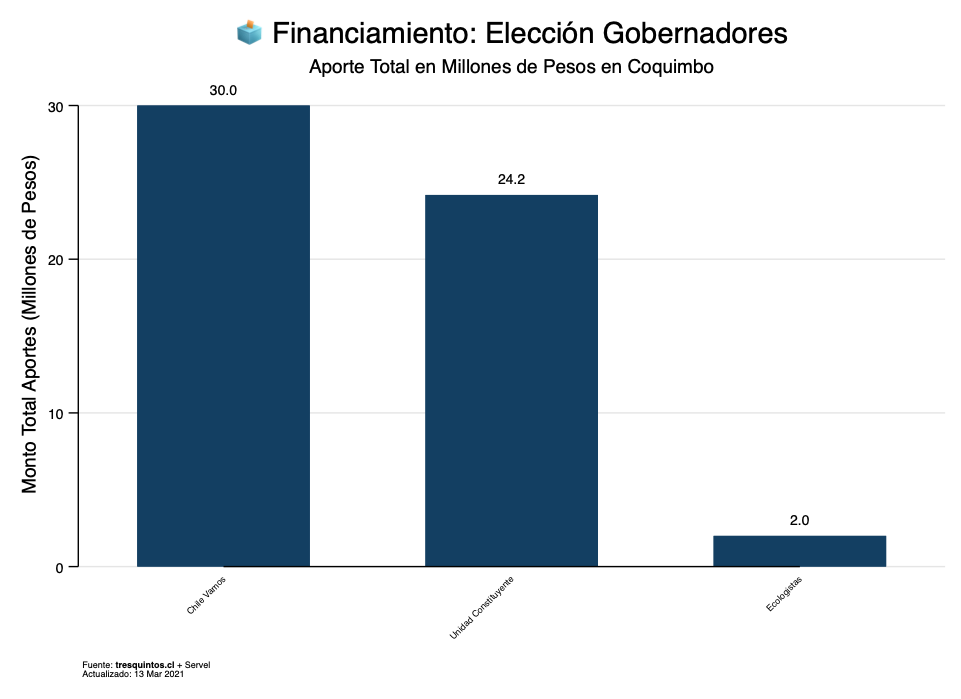 Financiamiento: Elección Gobernadores
Aporte Total en Millones de Pesos en Coquimbo
Monto Total Aportes (Millones de Pesos)
30
20
10
0
30.0
24.2
2.0
Chile Vamos
Unidad Constituyente
Ecologistas
Fuente: tresquintos.cl + Servel
Actualizado: 13 Mar 2021